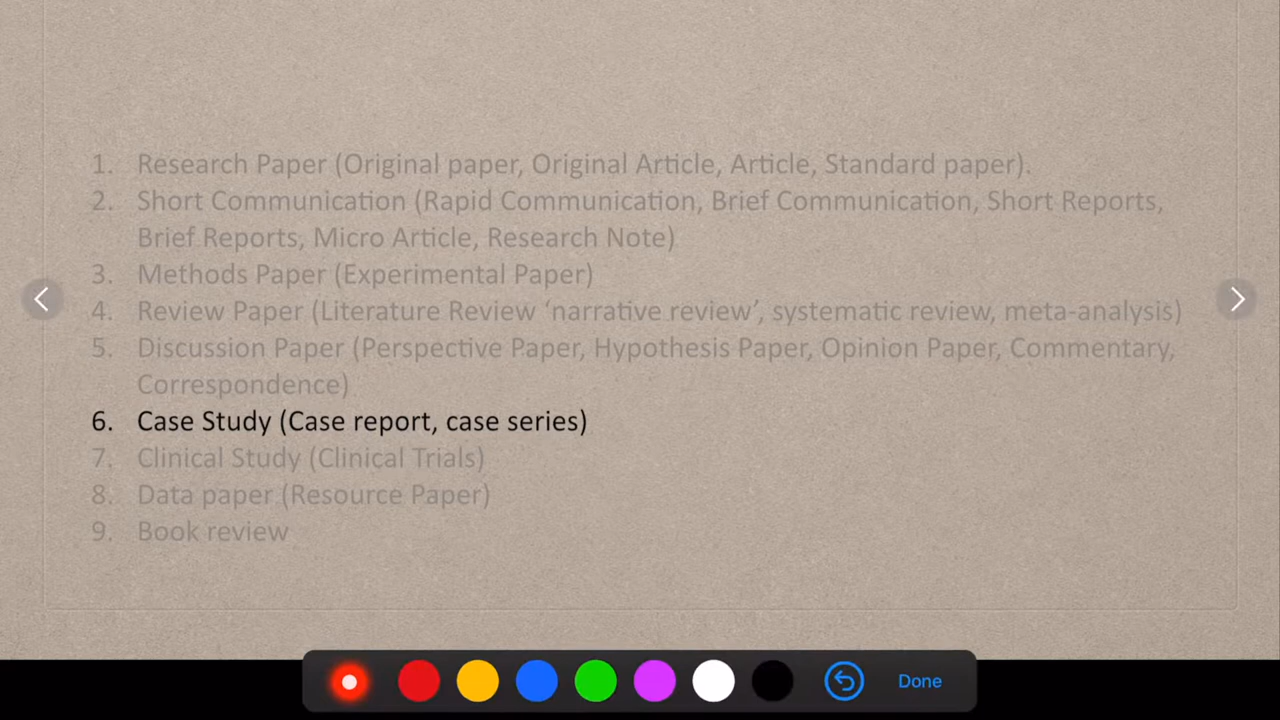 1. Research Paper (Original paper, Original Article, Article, Standard paper).
2. Short Communication (Rapid Communication, Brief Communication, Short Reports,
Brief Reports, Micro Article, Research Note)
3. Methods Paper (Experimental Paper)
4. Review Paper (Literature Review ‘narrative review’, systematic review, meta-analysis)
5. Discussion Paper (Perspective Paper, Hypothesis Paper, Opinion Paper, Commentary,
Correspondence)
6. Case Study (Case report, case series)
7. Clinical Study (Clinical Trials)
8. Data paper (Resource Paper)
9. Book review
Done